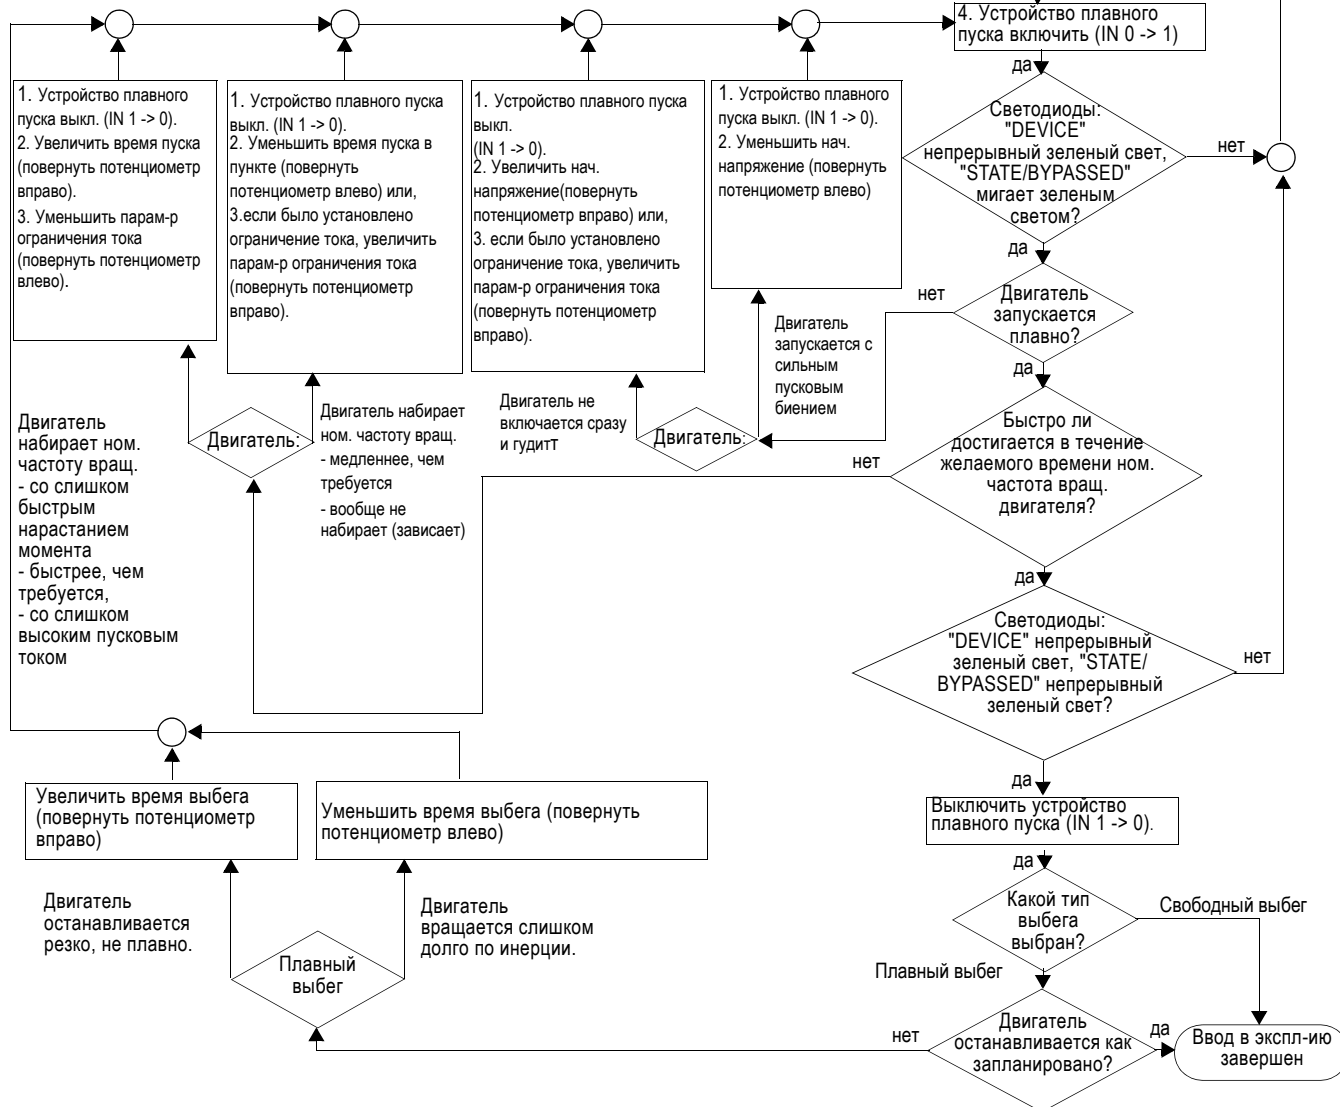 4. Устройство плавного
пуска включить (IN 0 -> 1)
да
1. Устройство плавного
пуска выкл. (IN 1 -> 0).
2. Увеличить время пуска
(повернуть потенциометр
вправо).
3. Уменьшить парам-р
ограничения тока
(повернуть потенциометр
влево).
1. Устройство плавного пуска
выкл. (IN 1 -> 0).
2. Уменьшить время пуска в
пункте (повернуть
потенциометр влево) или,
3.если было установлено
ограничение тока, увеличить
парам-р ограничения тока
(повернуть потенциометр
вправо).
1. Устройство плавного пуска
выкл.
(IN 1 -> 0).
2. Увеличить нач.
напряжение(повернуть
потенциометр вправо) или,
3. если было установлено
ограничение тока, увеличить
парам-р ограничения тока
(повернуть потенциометр
вправо).
1. Устройство плавного
пуска выкл. (IN 1 -> 0).
2. Уменьшить нач.
напряжение (повернуть
потенциометр влево)
Светодиоды:
"DEVICE"
непрерывный зеленый свет,
"STATE/BYPASSED"
мигает зеленым
светом?
нет
да
Двигатель
запускается
плавно?
нет
да
Двигатель
запускается с
сильным
пусковым
биением
Двигатель не
включается сразу
и гудитт
Двигатель:
Двигатель набирает
ном. частоту вращ.
- медленнее, чем
требуется
- вообще не
набирает (зависает)
Двигатель:
Двигатель
набирает ном.
частоту вращ.
- со слишком
быстрым
нарастанием
момента
- быстрее, чем
требуется,
- со слишком
высоким пусковым
током
Быстро ли
достигается в течение
желаемого времени ном.
частота вращ.
двигателя?
нет
да
Светодиоды:
"DEVICE" непрерывный
зеленый свет, "STATE/
BYPASSED" непрерывный
зеленый свет?
нет
да
Выключить устройство
плавного пуска (IN 1 -> 0).
да
Увеличить время выбега
(повернуть потенциометр
вправо)
Уменьшить время выбега (повернуть
потенциометр влево)
Двигатель
останавливается
резко, не плавно.
Двигатель
вращается слишком
долго по инерции.
Плавный
выбег
Какой тип
выбега
выбран?
Свободный выбег
Плавный выбег
Двигатель
останавливается как
запланировано?
нет
да
Ввод в экспл-ию
завершен